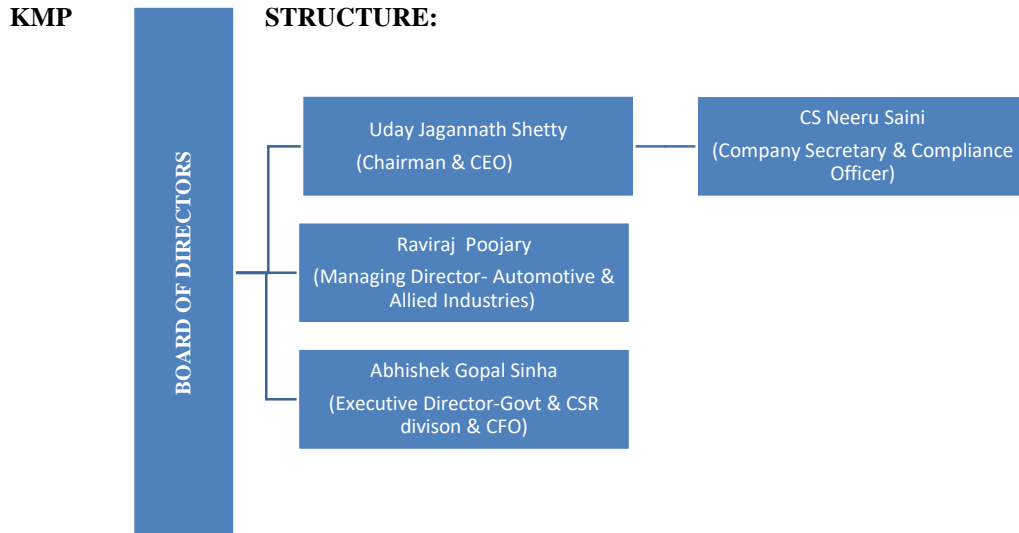 KMP STRUCTURE:
BOARD OF DIRECTORS
Uday Jagannath Shetty
(Chairman & CEO)
CS Neeru Saini
(Company Secretary & Compliance
Officer)
Raviraj Poojary
(Managing Director- Automotive &
Allied Industries)
Abhishek Gopal Sinha
(Executive Director-Govt & CSR
divison & CFO)